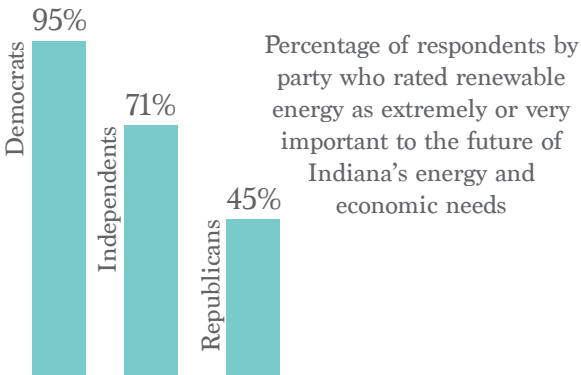 95%
Democrats
71%
Independents
45%
Republicans
Percentage of respondents by
party who rated renewable
energy as extremely or very
important to the future of
Indiana’s energy and
economic needs